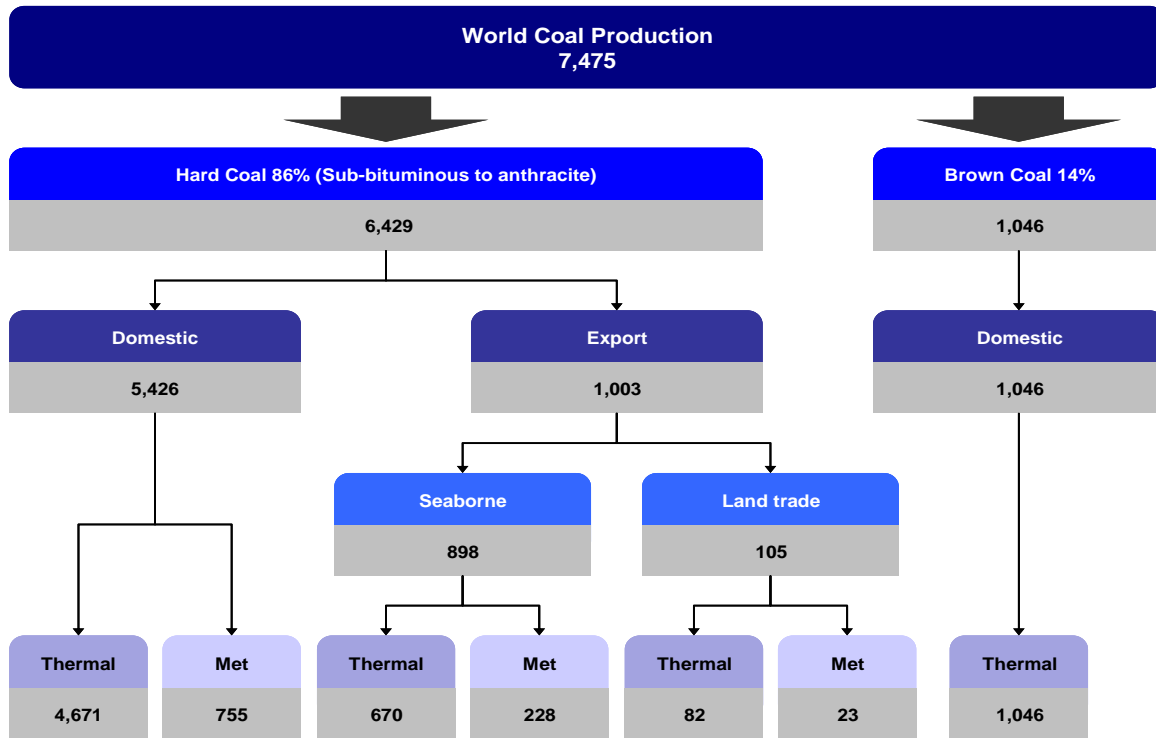 World Coal Production
7,475
Hard Coal 86% (Sub-bituminous to anthracite)
6,429
Brown Coal 14%
1,046
Domestic
5,426
Export
1,003
Domestic
1,046
Seaborne
898
Land trade
105
Thermal
4,671
Met
755
Thermal
670
Met
228
Thermal
82
Met
23
Thermal
1,046